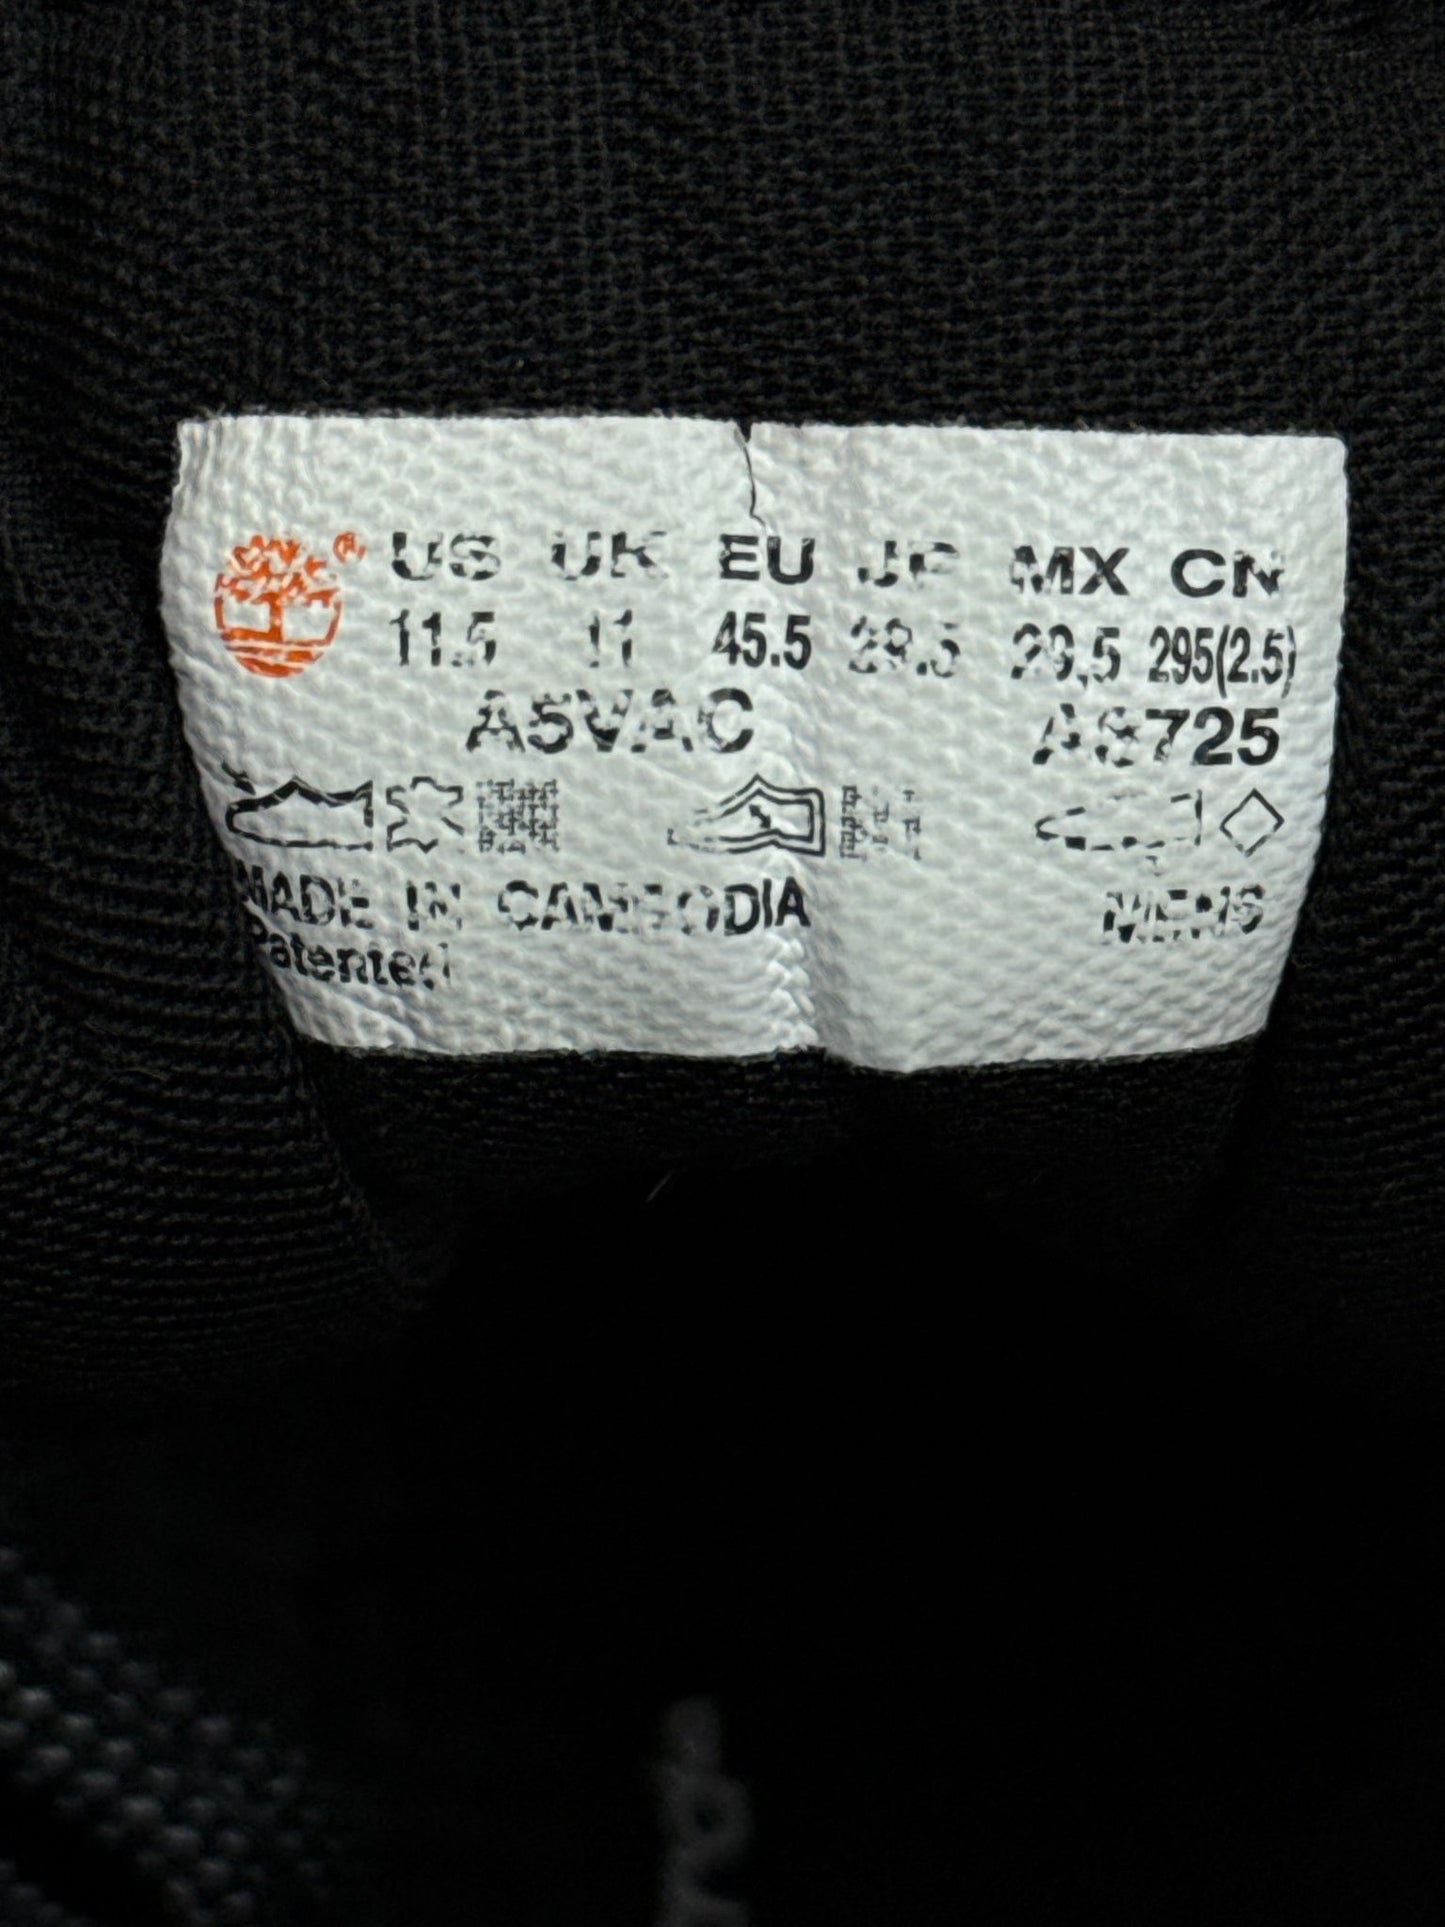 ® US UK EU JP MX CN
11.5 11 45.5 29.5 29.5 295(2.5)
A5VAC
MADE IN CAMBODIA MENS
Patented